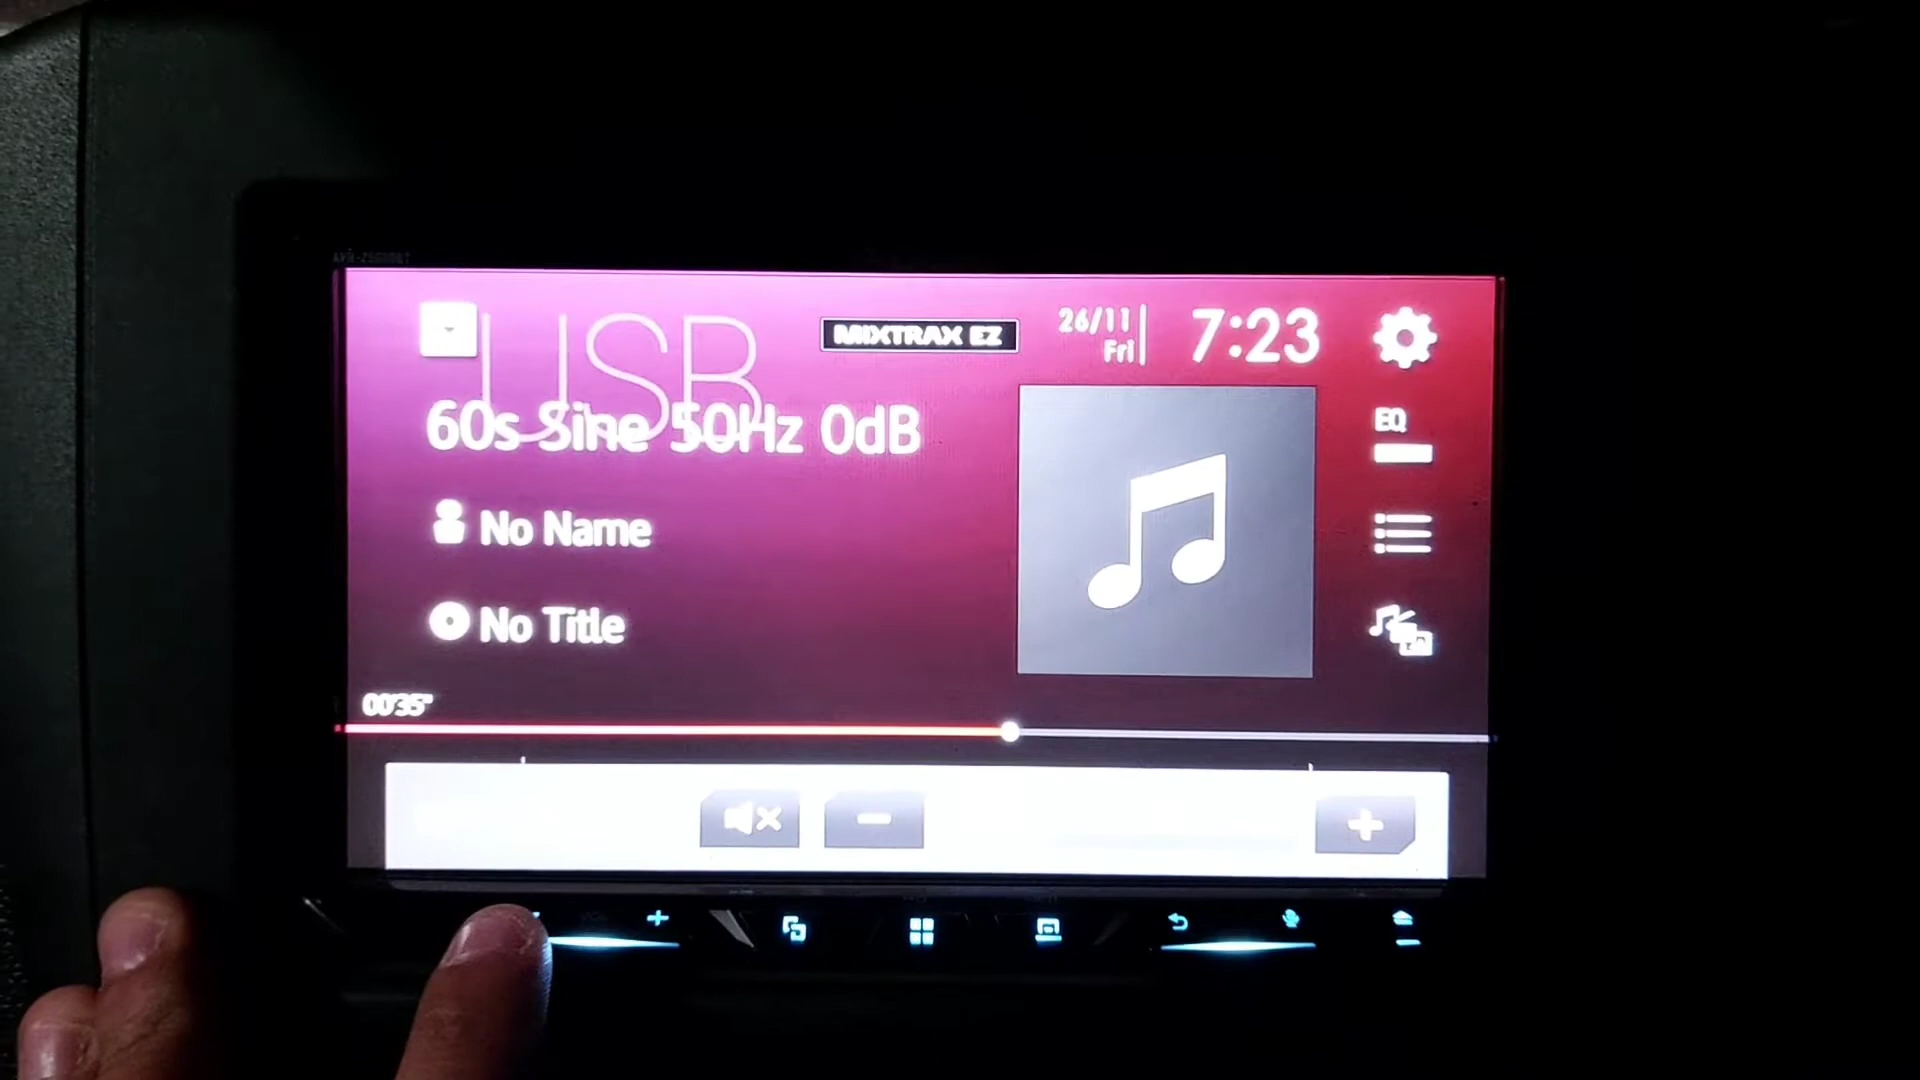 USB
MIXTRAX EZ
26/11
Fri
7:23
60s Sine 50Hz 0dB
EQ
No Name
No Title
00'35"
VOL